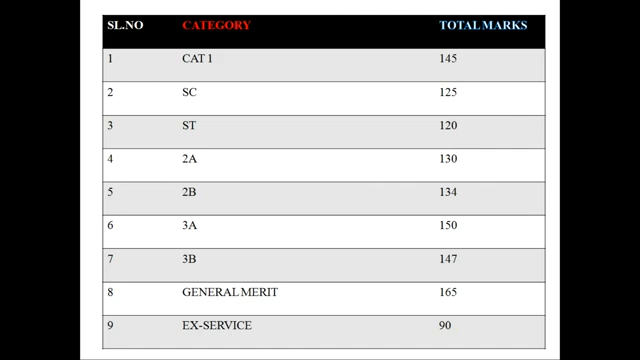 SL.NO CATEGORY TOTAL MARKS
1 CAT 1 145
2 SC 125
3 ST 120
4 2A 130
5 2B 134
6 3A 150
7 3B 147
8 GENERAL MERIT 165
9 EX-SERVICE 90